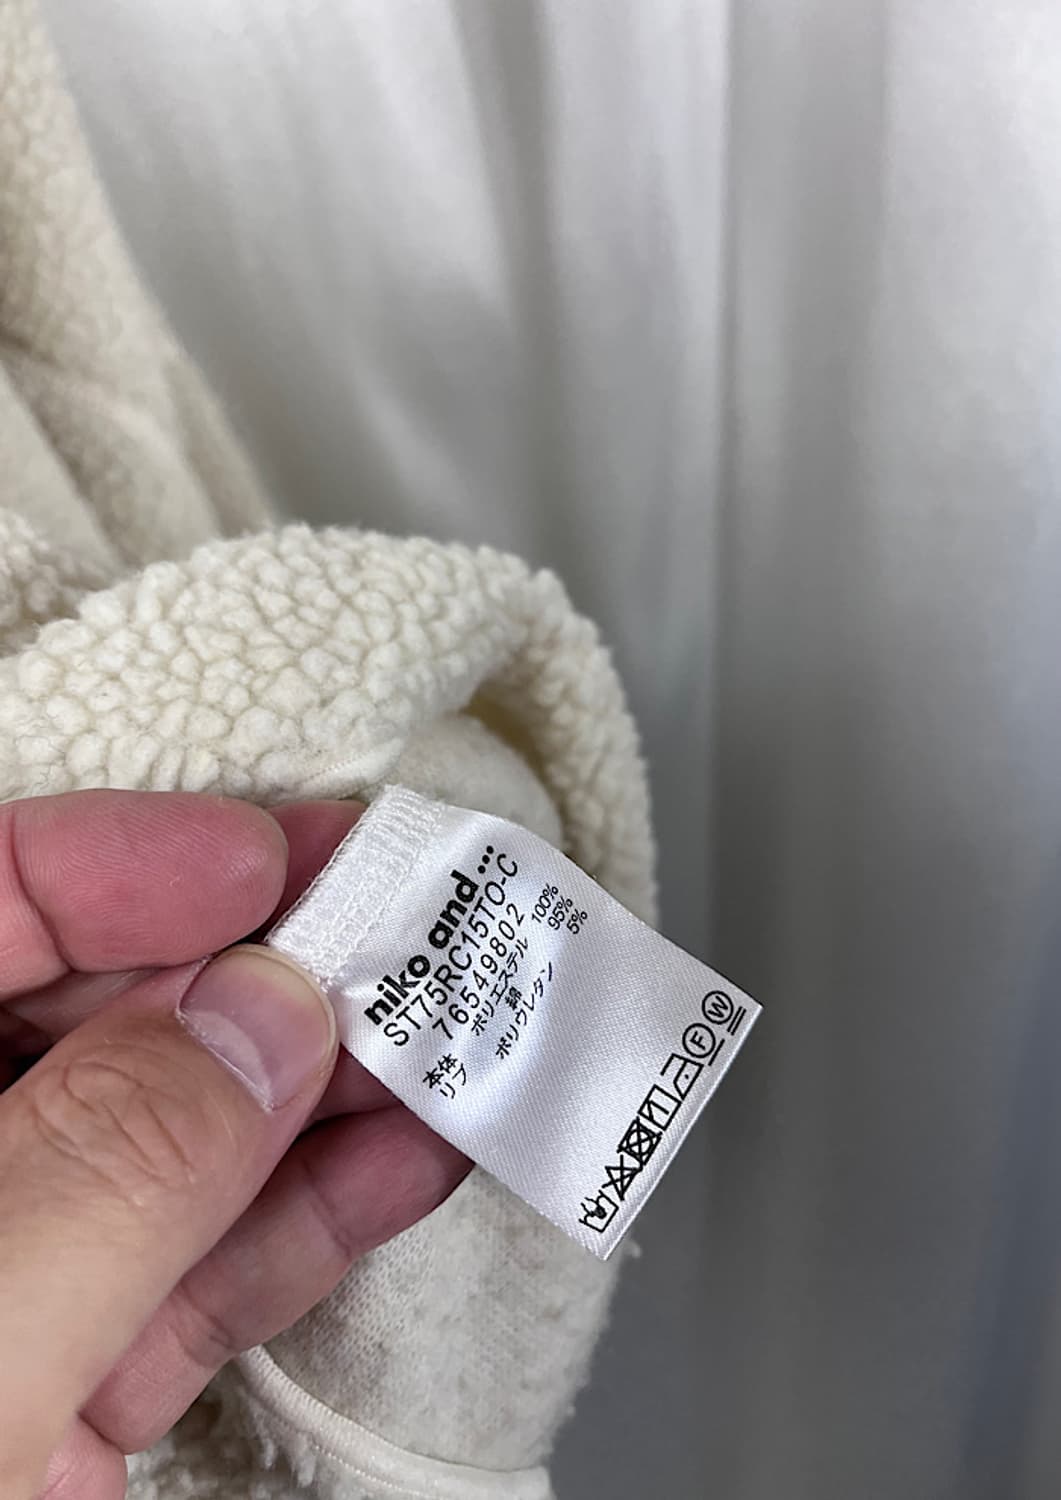 niko and ...
ST75RC15TO-C
76549802
本体 ポリエステル 100%
リブ 綿 95%
ポリウレタン 5%
F W